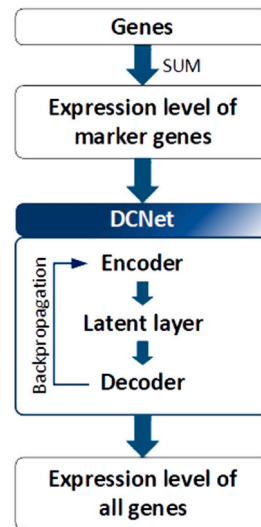 Genes
SUM
Expression level of
marker genes
DCNet
Encoder
Latent layer
Decoder
Backpropagation
Expression level of
all genes